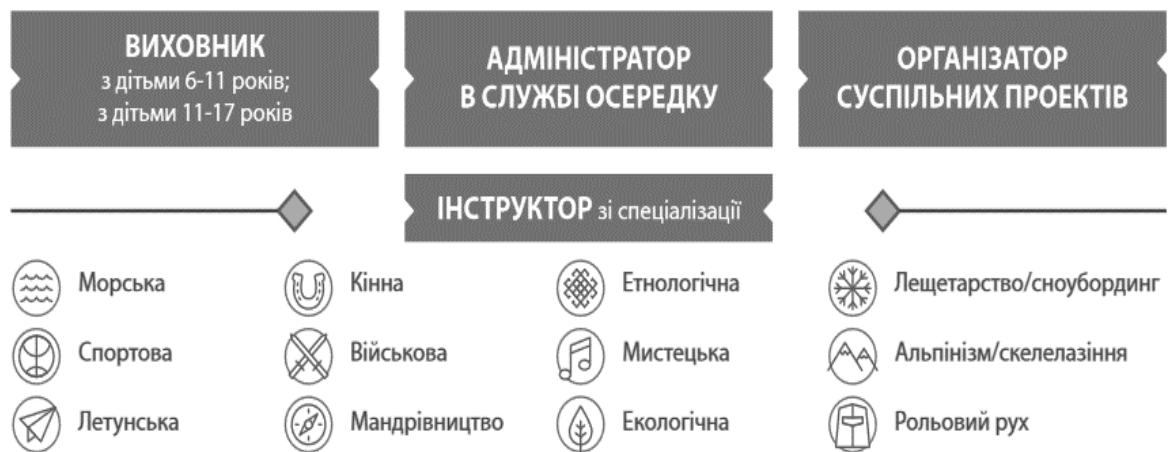 ВИХОВНИК
з дітьми 6-11 років;
з дітьми 11-17 років
АДМІНІСТРАТОР
В СЛУЖБІ ОСЕРЕДКУ
ОРГАНІЗАТОР
СУСПІЛЬНИХ ПРОЕКТІВ
ІНСТРУКТОР зі спеціалізації
Морська
Кінна
Етнологічна
Лещетарство/сноубординг
Спортова
Військова
Мистецька
Альпінізм/скелелазіння
Летунська
Мандрівництво
Екологічна
Рольовий рух